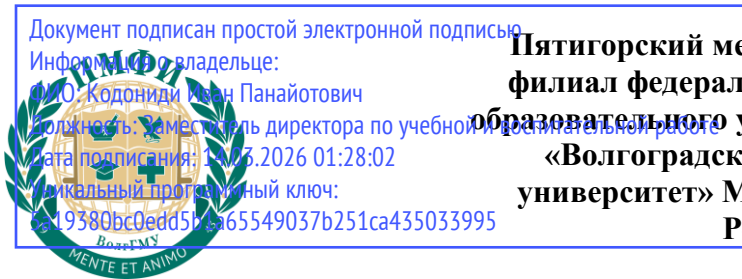 Документ подписан простой электронной подписью
Информация о владельце:
ФИО: Кодониди Иван Панайотович
Должность: Заместитель директора по учебной и воспитательной работе
Дата подписания: 14.03.2026 01:28:02
Уникальный программный ключ:
5a19380bc0edd5b1a65549037b251ca435033995
Пятигорский ме
филиал федерал
образовательного у
«Волгоградск
университет» М
Р
ПМФИ
ВолгГМУ
MENTE ET ANIMO